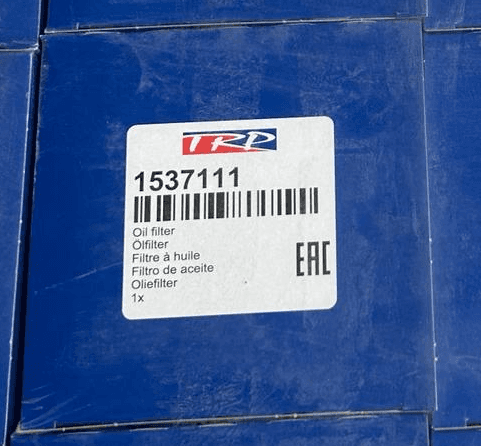 TRP
1537111
Oil filter
Ölfilter
Filtre à huile
Filtro de aceite
Oliefilter
1x
EAC